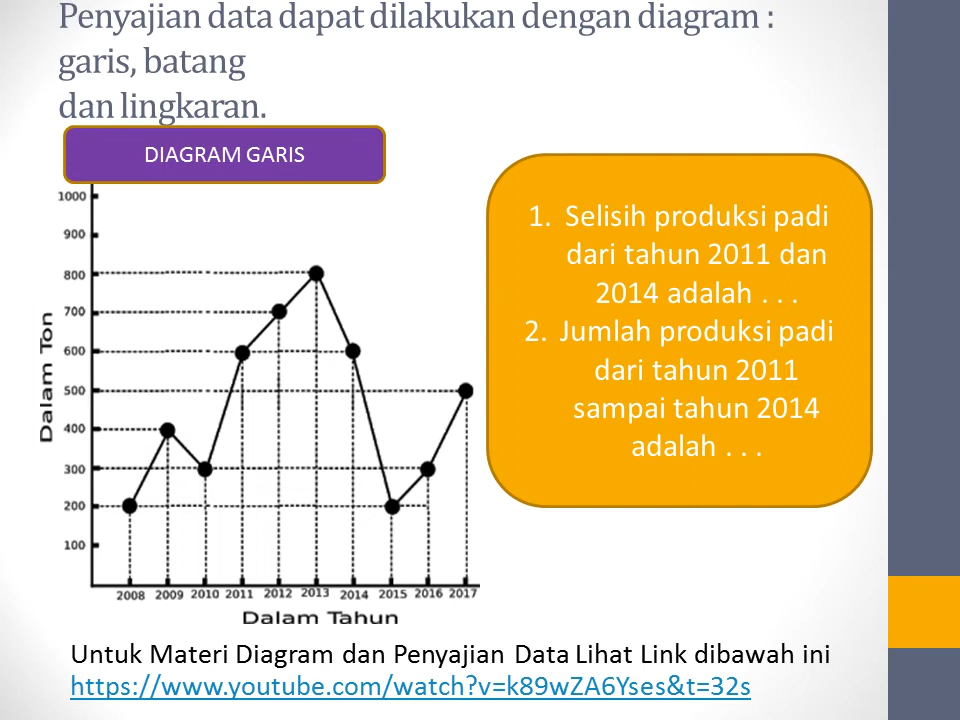 Penyajian data dapat dilakukan dengan diagram :
garis, batang
dan lingkaran.
DIAGRAM GARIS
1000
900
800
700
600
500
400
300
200
100
Dalam Ton
2008 2009 2010 2011 2012 2013 2014 2015 2016 2017
Dalam Tahun
1. Selisih produksi padi
dari tahun 2011 dan
2014 adalah . . .
2. Jumlah produksi padi
dari tahun 2011
sampai tahun 2014
adalah . . .
Untuk Materi Diagram dan Penyajian Data Lihat Link dibawah ini
https://www.youtube.com/watch?v=k89wZA6Yses&t=32s